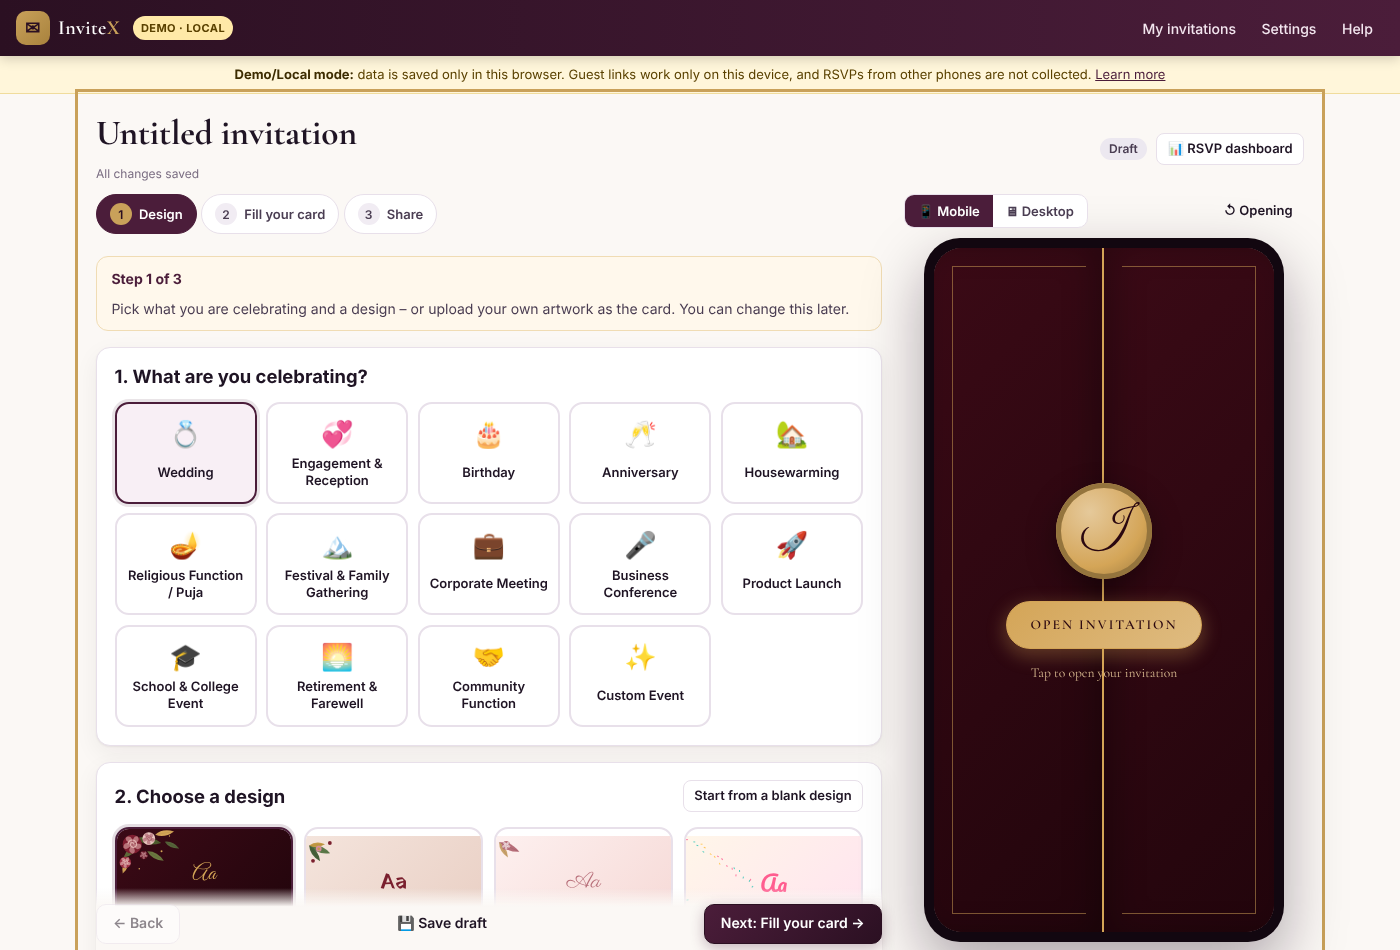 InviteX
DEMO · LOCAL
My invitations
Settings
Help
Demo/Local mode: data is saved only in this browser. Guest links work only on this device, and RSVPs from other phones are not collected. Learn more
Untitled invitation
All changes saved
Draft
RSVP dashboard
1 Design
2 Fill your card
3 Share
Mobile
Desktop
Opening
Step 1 of 3
Pick what you are celebrating and a design – or upload your own artwork as the card. You can change this later.
1. What are you celebrating?
Wedding
Engagement &
Reception
Birthday
Anniversary
Housewarming
Religious Function
/ Puja
Festival & Family
Gathering
Corporate Meeting
Business
Conference
Product Launch
School & College
Event
Retirement &
Farewell
Community
Function
Custom Event
2. Choose a design
Start from a blank design
Aa
Aa
Aa
Aa
← Back
Save draft
Next: Fill your card →
I
OPEN INVITATION
Tap to open your invitation